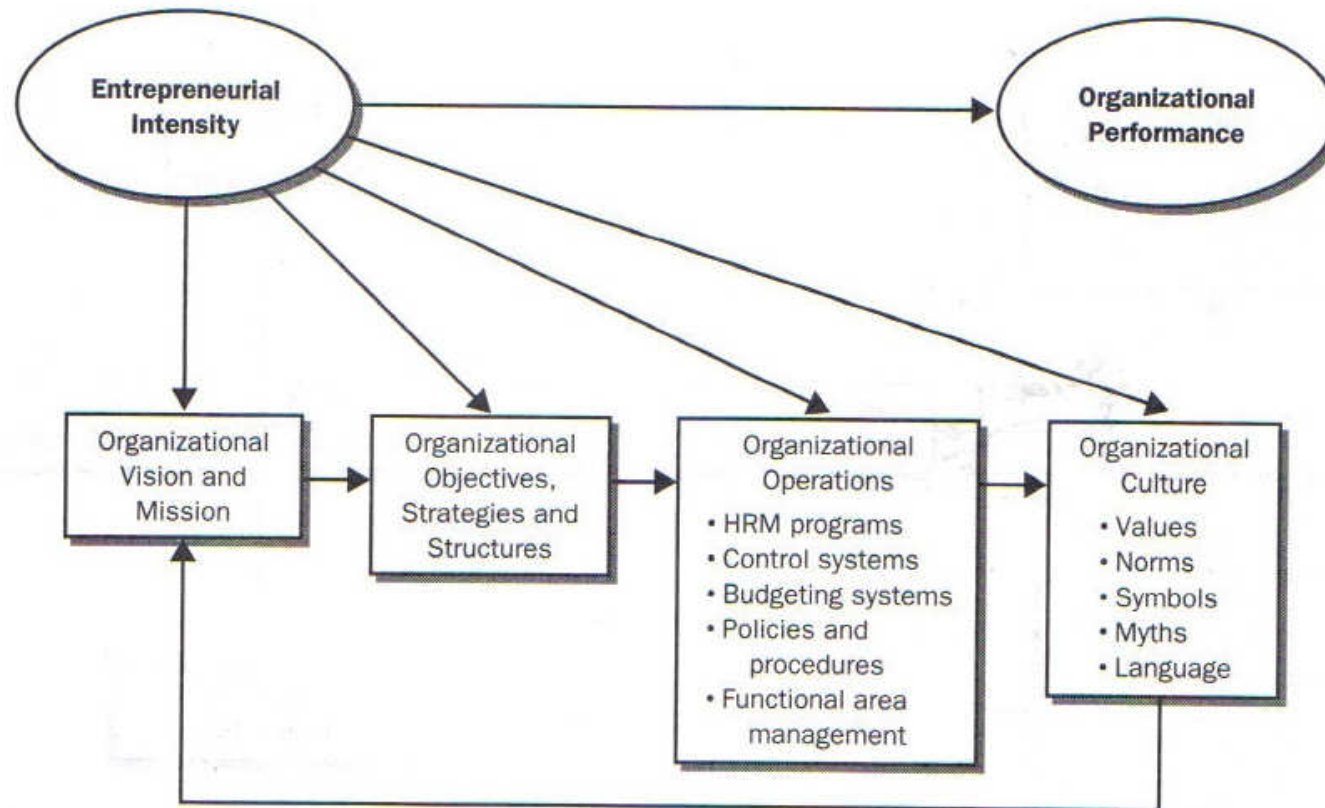 Entrepreneurial
Intensity
Organizational
Performance
Organizational
Vision and
Mission
Organizational
Objectives,
Strategies and
Structures
Organizational
Operations
• HRM programs
• Control systems
• Budgeting systems
• Policies and
procedures
• Functional area
management
Organizational
Culture
• Values
• Norms
• Symbols
• Myths
• Language